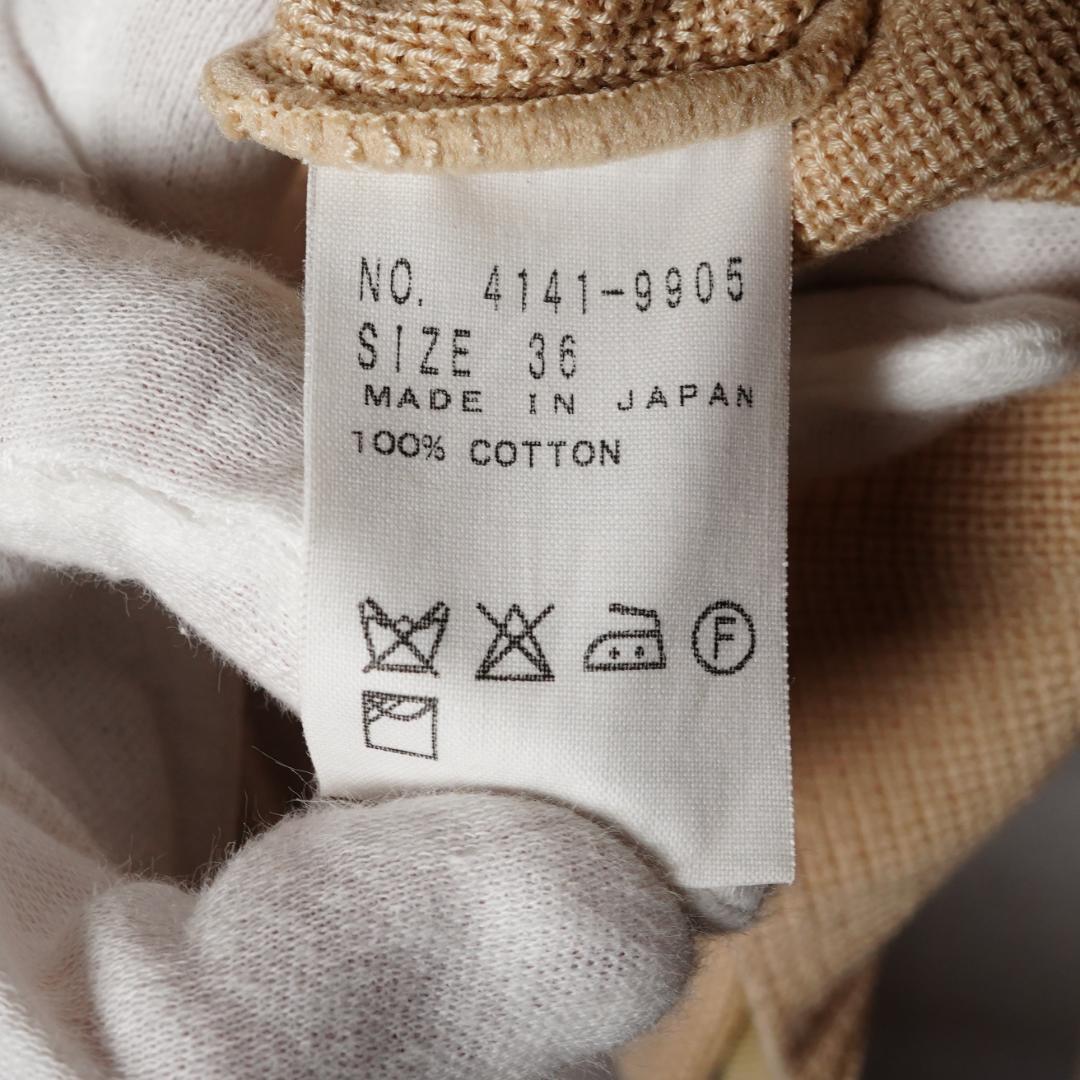 NO. 4141-9905
SIZE 36
MADE IN JAPAN
100% COTTON
F